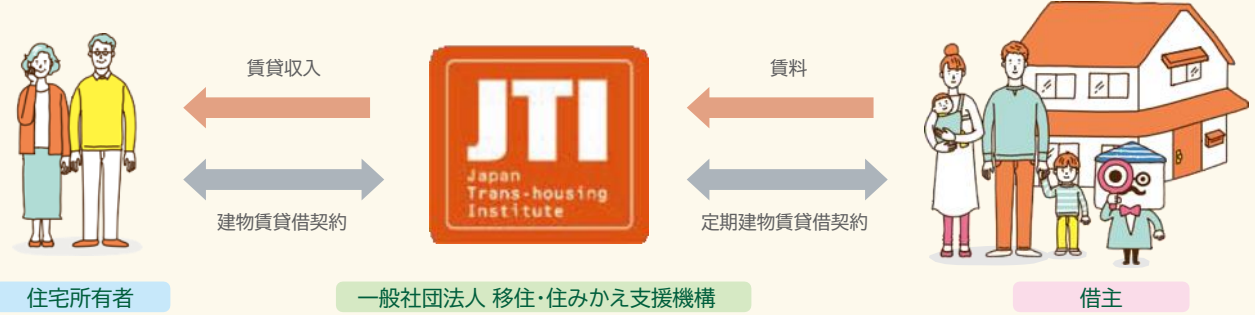 賃貸収入
賃料
JTI
Japan
Trans-housing
Institute
建物賃貸借契約
定期建物賃貸借契約
住宅所有者
一般社団法人 移住・住みかえ支援機構
借主